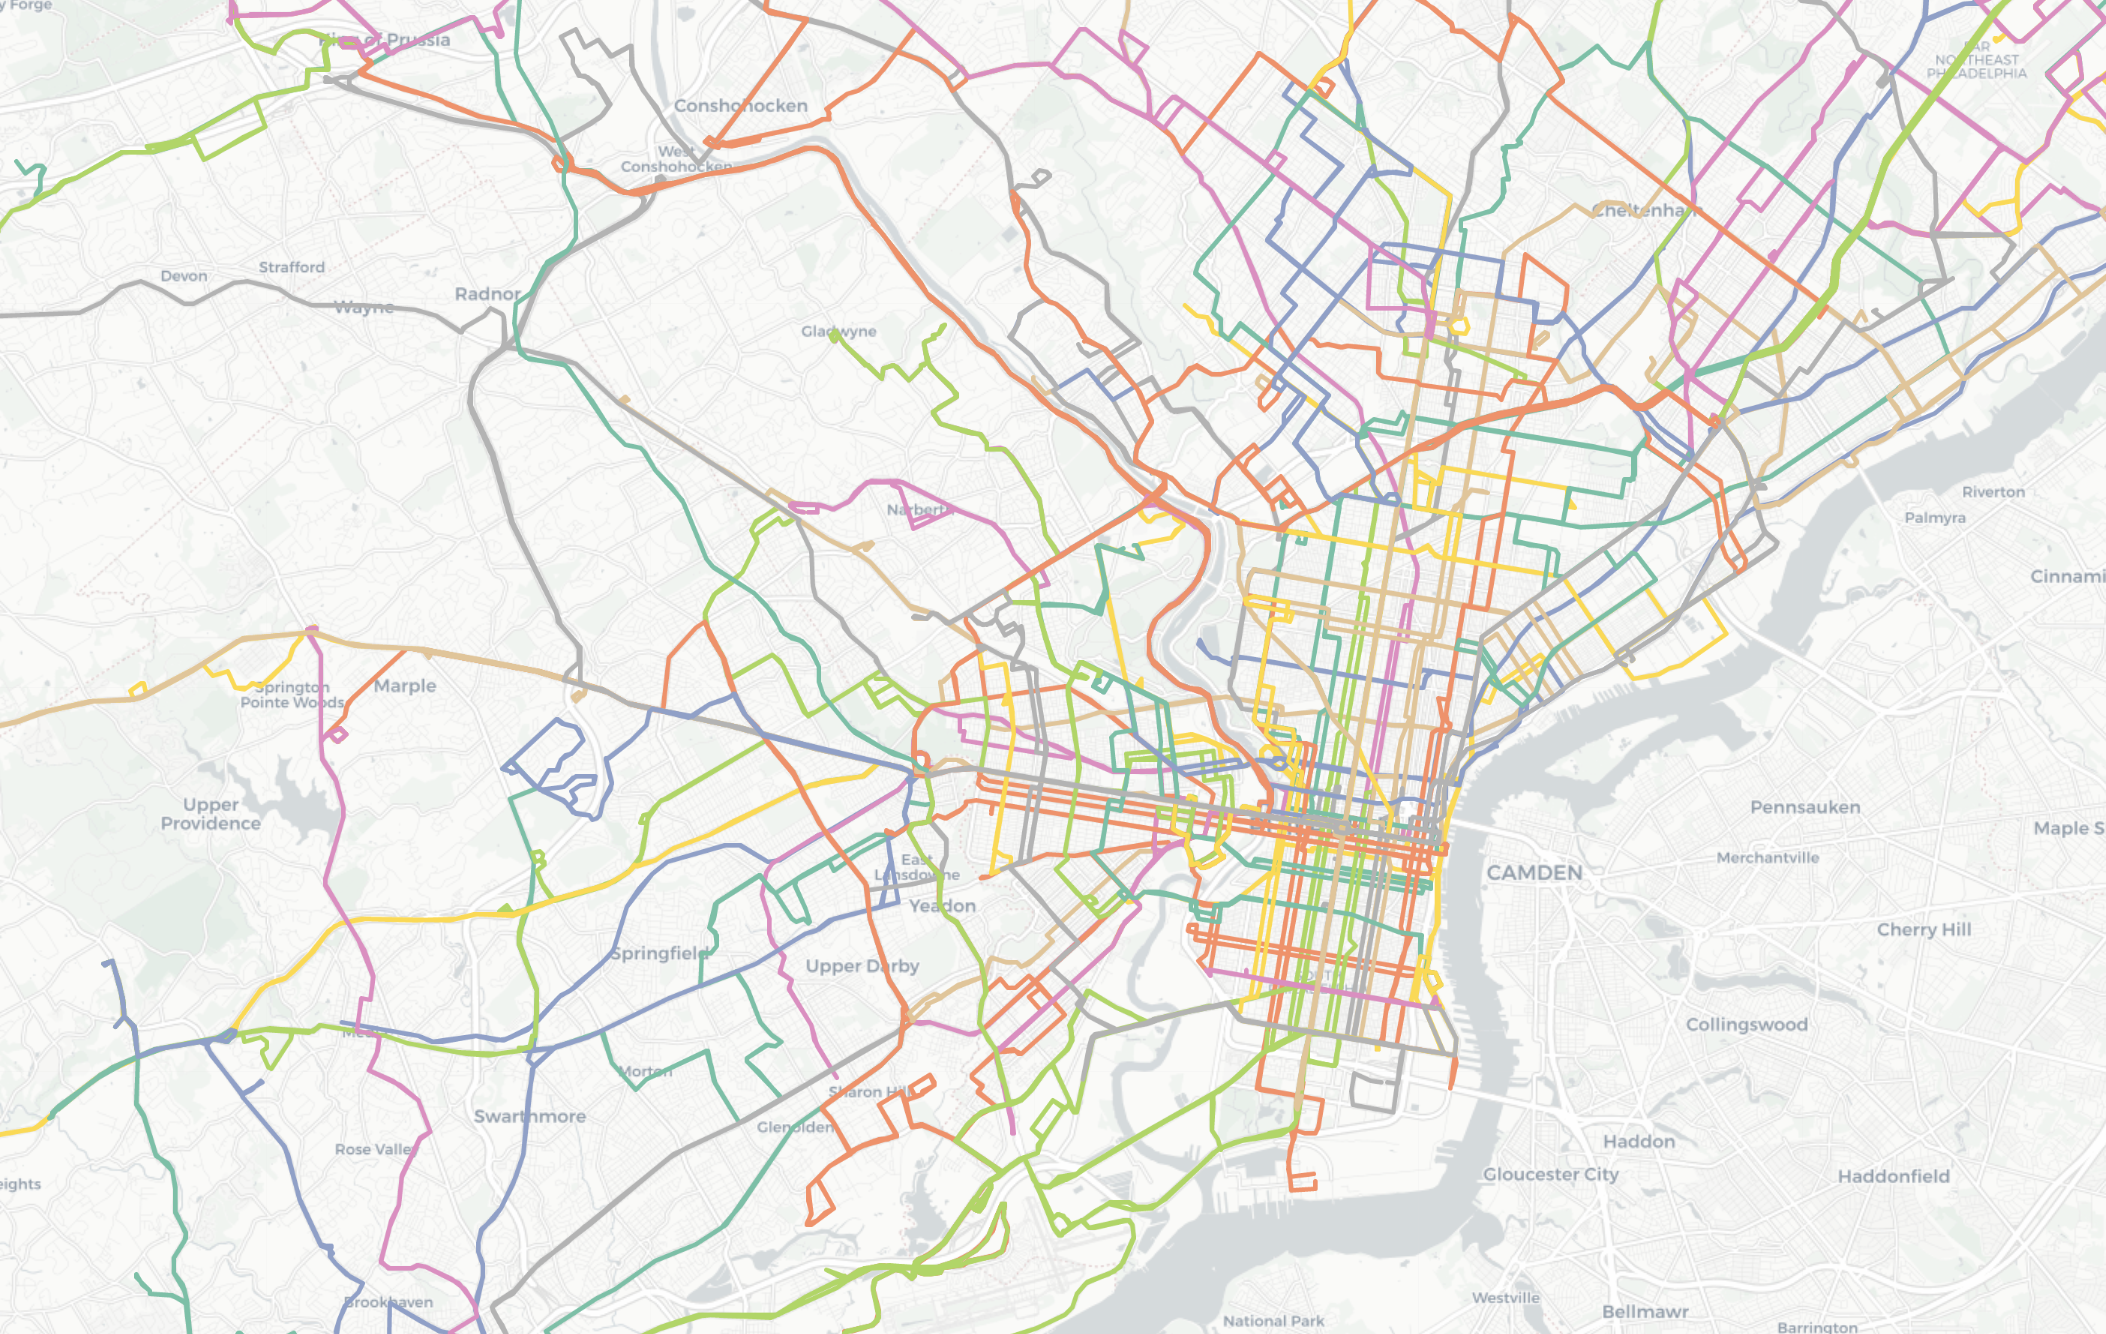 y Forge
King of Prussia
FAR
NORTHEAST
PHILADELPHIA
Conshohocken
West
Conshohocken
Cheltenham
Devon
Strafford
Wayne
Radnor
Gladwyne
Narberth
Riverton
Palmyra
Cinnami
Springton
Pointe Woods
Marple
Upper
Providence
Pennsauken
Maple S
Merchantville
CAMDEN
East
Lansdowne
Yeadon
Cherry Hill
Springfield
Upper Darby
SOUTH
Collingswood
Media
Morton
Sharon Hill
Swarthmore
Glenolden
Haddon
Rose Valley
Gloucester City
Haddonfield
eights
Brookhaven
Westville
Bellmawr
National Park
Barrington